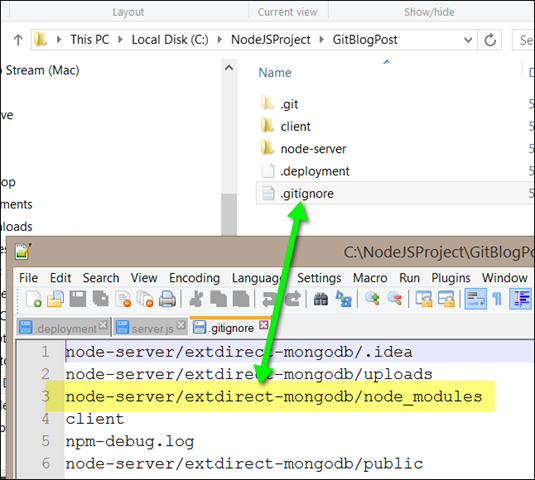 Layout Current view Show/hide
This PC Local Disk (C:) NodeJSProject GitBlogPost Sea
Stream (Mac) Name
.git 5
ive client 5
node-server 5
op .deployment 5
ments .gitignore 5
loads
C:\NodeJSProject\GitBlogPo
File Edit Search View Encoding Language Settings Macro Run Plugins Window
.deployment server.js .gitignore
1 node-server/extdirect-mongodb/.idea
2 node-server/extdirect-mongodb/uploads
3 node-server/extdirect-mongodb/node_modules
4 client
5 npm-debug.log
6 node-server/extdirect-mongodb/public